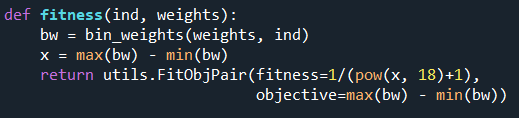 def fitness(ind, weights):
    bw = bin_weights(weights, ind)
    x = max(bw) - min(bw)
    return utils.FitObjPair(fitness=1/(pow(x, 18)+1),
                            objective=max(bw) - min(bw))